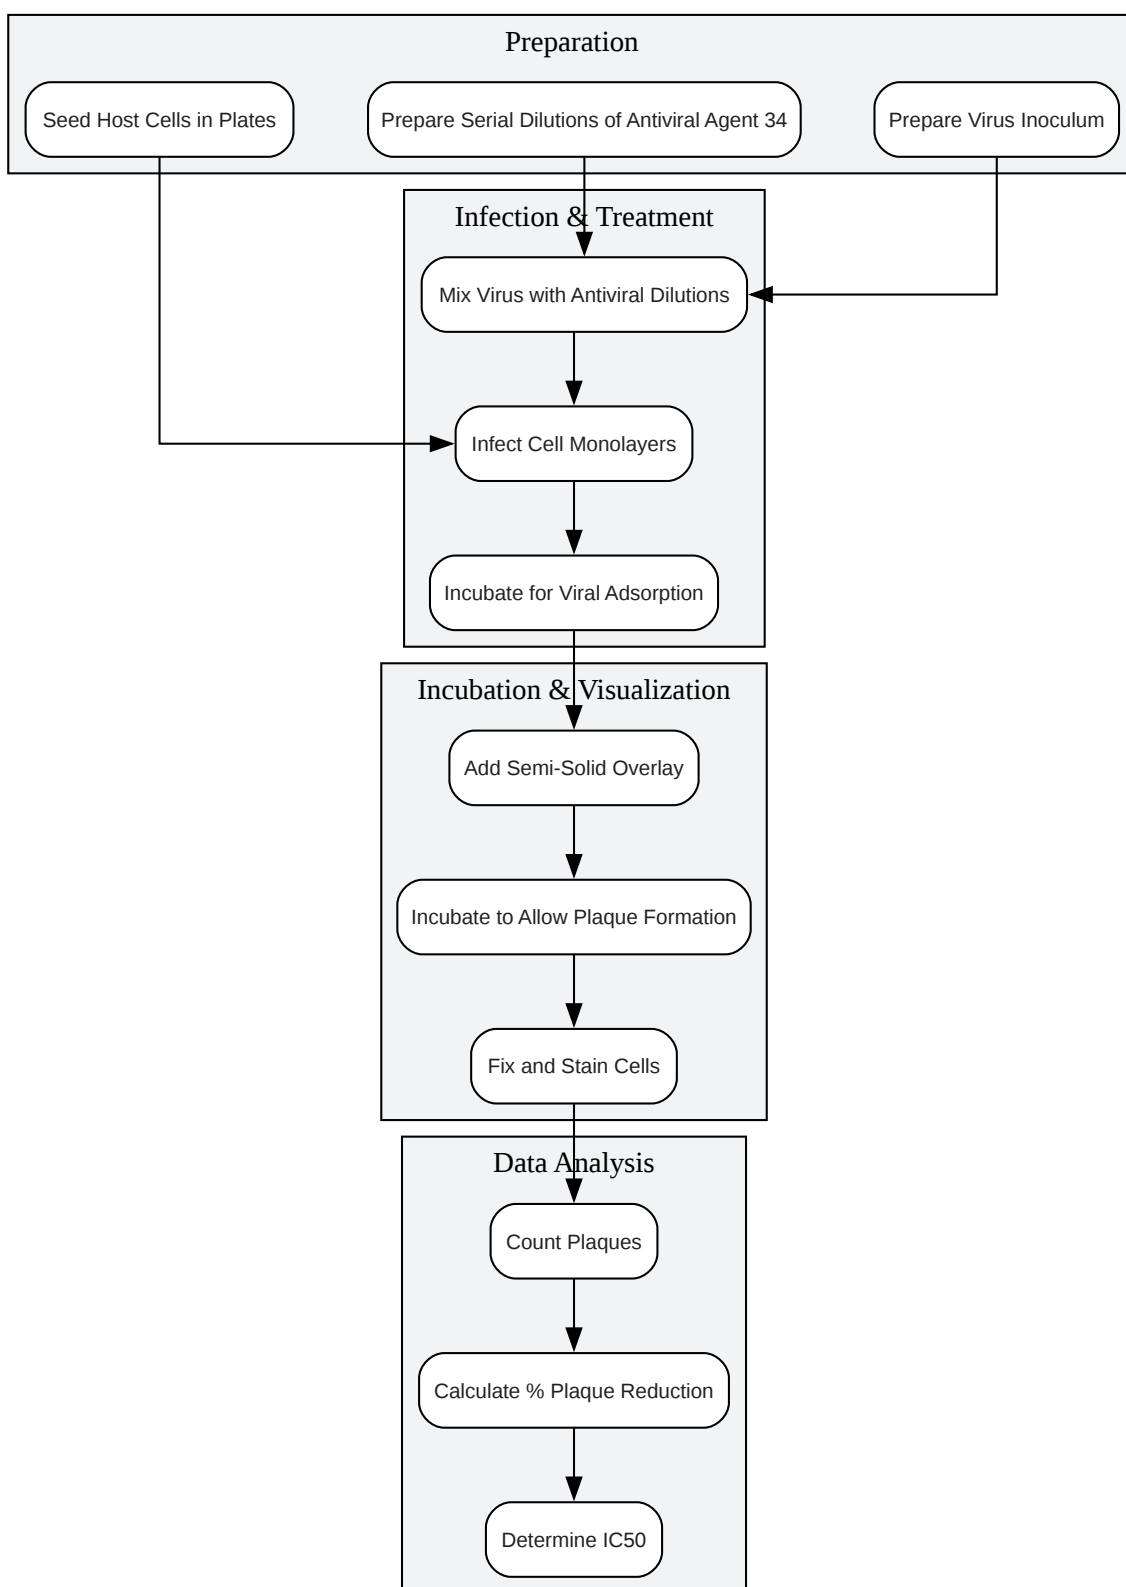 Preparation
Seed Host Cells in Plates
Prepare Serial Dilutions of Antiviral Agent 34
Prepare Virus Inoculum
Infection & Treatment
Mix Virus with Antiviral Dilutions
Infect Cell Monolayers
Incubate for Viral Adsorption
Incubation & Visualization
Add Semi-Solid Overlay
Incubate to Allow Plaque Formation
Fix and Stain Cells
Data Analysis
Count Plaques
Calculate % Plaque Reduction
Determine IC50